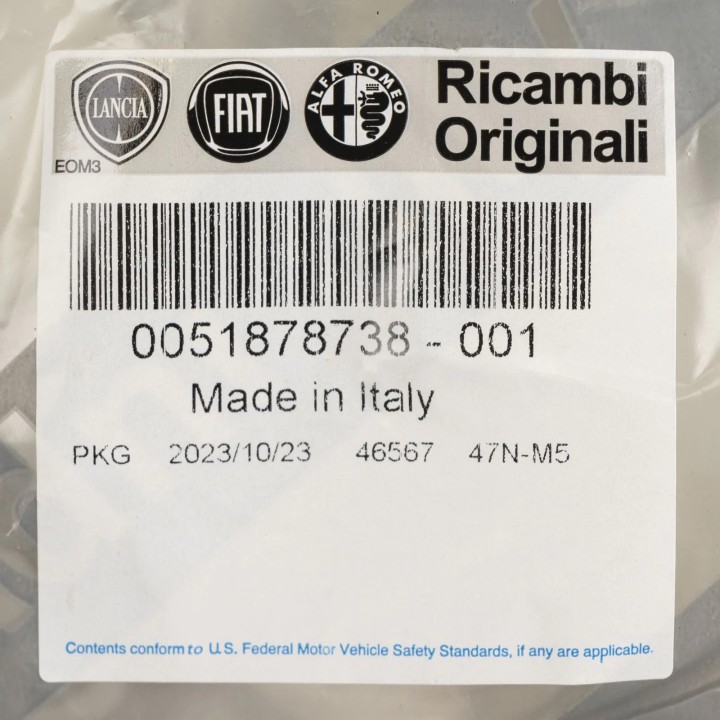 LANCIA FIAT ALFA ROMEO Ricambi
Originali
EOM3
0051878738 - 001
Made in Italy
PKG 2023/10/23 46567 47N-M5
Contents conform to U.S. Federal Motor Vehicle Safety Standards, if any are applicable.